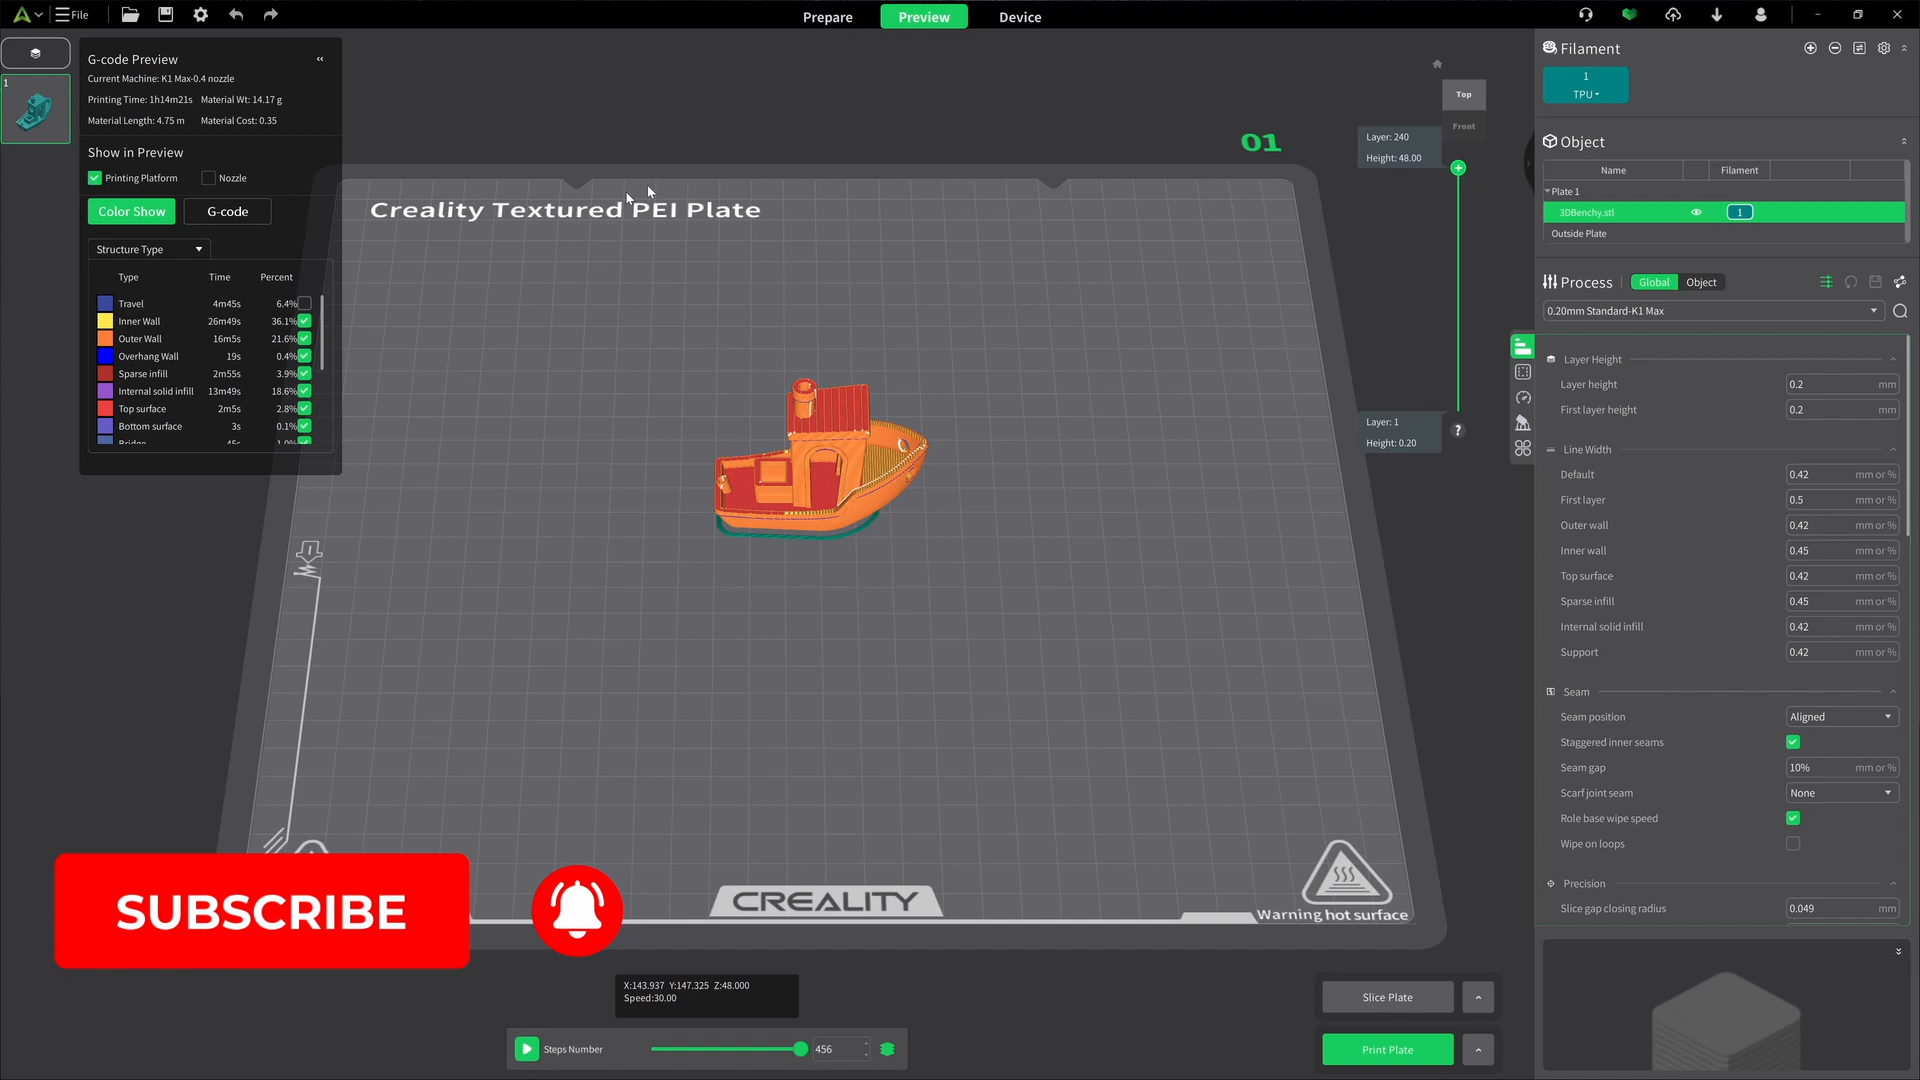 File
Prepare
Preview
Device
1
G-code Preview
Current Machine: K1 Max-0.4 nozzle
Printing Time: 1h14m21s Material Wt: 14.17 g
Material Length: 4.75 m Material Cost: 0.35
Show in Preview
Printing Platform
Nozzle
Color Show
G-code
Structure Type
Type Time Percent
Travel 4m45s 6.4%
Inner Wall 26m49s 36.1%
Outer Wall 16m5s 21.6%
Overhang Wall 19s 0.4%
Sparse infill 2m55s 3.9%
Internal solid infill 13m49s 18.6%
Top surface 2m5s 2.8%
Bottom surface 3s 0.1%
Bridge 45s 1.0%
01
Creality Textured PEI Plate
CREALITY
Warning hot surface
Top
Front
Layer: 240
Height: 48.00
Layer: 1
Height: 0.20
?
SUBSCRIBE
X:143.937 Y:147.325 Z:48.000
Speed:30.00
Steps Number 456
Slice Plate
Print Plate
Filament
1
TPU
Object
Name Filament
Plate 1
3DBenchy.stl 1
Outside Plate
Process Global Object
0.20mm Standard-K1 Max
Layer Height
Layer height 0.2 mm
First layer height 0.2 mm
Line Width
Default 0.42 mm or %
First layer 0.5 mm or %
Outer wall 0.42 mm or %
Inner wall 0.45 mm or %
Top surface 0.42 mm or %
Sparse infill 0.45 mm or %
Internal solid infill 0.42 mm or %
Support 0.42 mm or %
Seam
Seam position Aligned
Staggered inner seams
Seam gap 10% mm or %
Scarf joint seam None
Role base wipe speed
Wipe on loops
Precision
Slice gap closing radius 0.049 mm